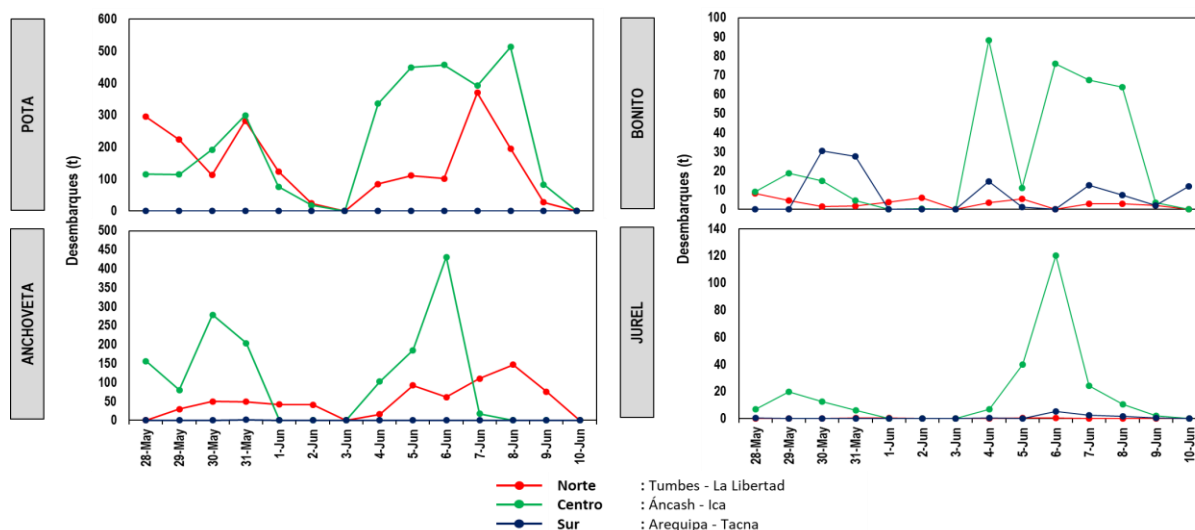 POTA
Desembarques (t)
600
500
400
300
200
100
0
ANCHOVETA
500
450
400
350
300
250
200
150
100
50
0
28-May
29-May
30-May
31-May
1-Jun
2-Jun
3-Jun
4-Jun
5-Jun
6-Jun
7-Jun
8-Jun
9-Jun
10-Jun
BONITO
Desembarques (t)
100
90
80
70
60
50
40
30
20
10
0
JUREL
140
120
100
80
60
40
20
0
28-May
29-May
30-May
31-May
1-Jun
2-Jun
3-Jun
4-Jun
5-Jun
6-Jun
7-Jun
8-Jun
9-Jun
10-Jun
Norte : Tumbes - La Libertad
Centro : Áncash - Ica
Sur : Arequipa - Tacna